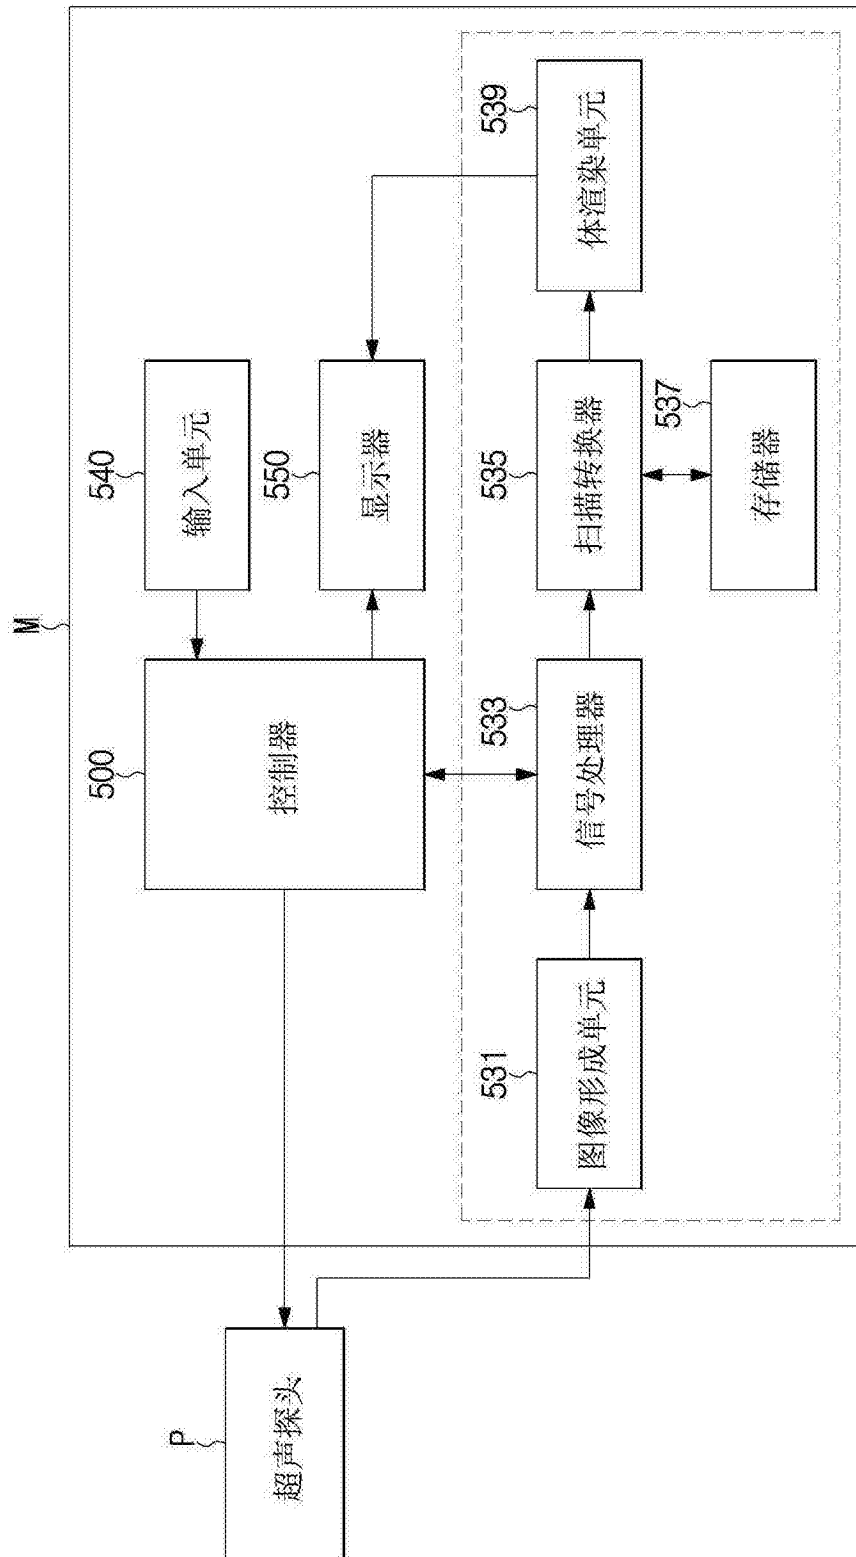 M
P
超声探头
500
控制器
540
输入单元
550
显示器
531
图像形成单元
533
信号处理器
535
扫描转换器
537
存储器
539
体渲染单元